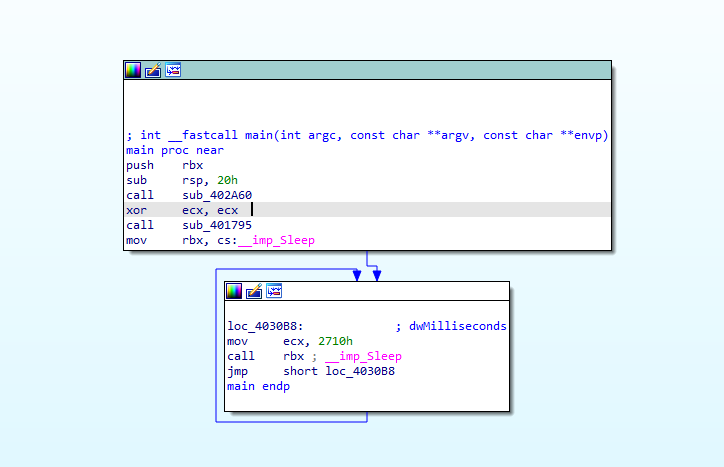 ; int __fastcall main(int argc, const char **argv, const char **envp)
main proc near
push    rbx
sub     rsp, 20h
call    sub_402A60
xor     ecx, ecx
call    sub_401795
mov     rbx, cs:__imp_Sleep
loc_4030B8:             ; dwMilliseconds
mov     ecx, 2710h
call    rbx ; __imp_Sleep
jmp     short loc_4030B8
main endp